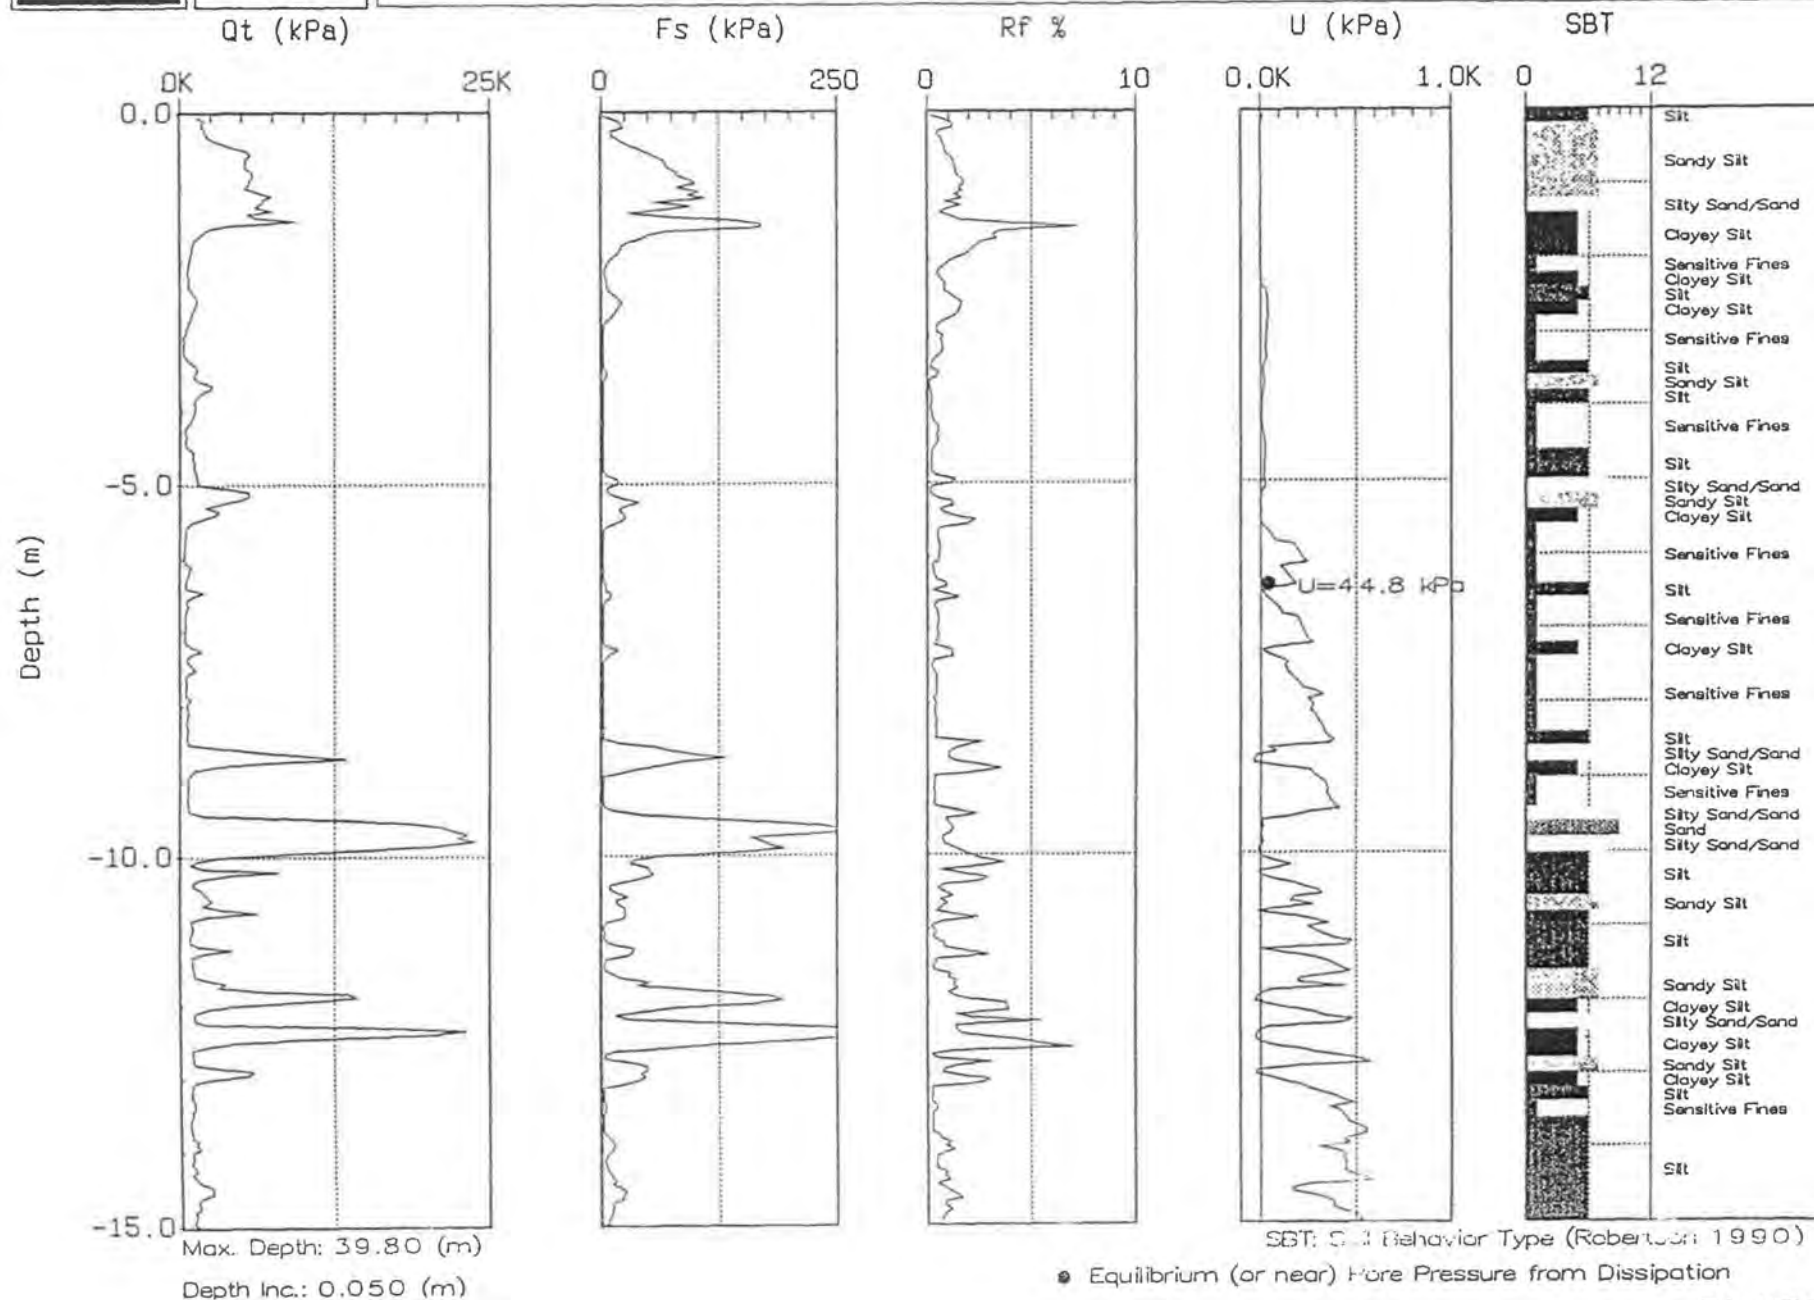 Qt (kPa) Fs (kPa) Rf % U (kPa) SBT
0K 25K 0 250 0 10 0.0K 1.0K 0 12
0.0
Silt
Sandy Silt
Silty Sand/Sand
Clayey Silt
Sensitive Fines
Clayey Silt
Silt
Clayey Silt
Sensitive Fines
Silt
Sandy Silt
Silt
Sensitive Fines
Silt
-5.0
Silty Sand/Sand
Sandy Silt
Clayey Silt
Depth (m)
Sensitive Fines
U=44.8 kPa
Silt
Sensitive Fines
Clayey Silt
Sensitive Fines
Silt
Silty Sand/Sand
Clayey Silt
Sensitive Fines
Silty Sand/Sand
Sand
Silty Sand/Sand
-10.0
Silt
Sandy Silt
Silt
Sandy Silt
Clayey Silt
Silty Sand/Sand
Clayey Silt
Sandy Silt
Clayey Silt
Silt
Sensitive Fines
Silt
-15.0
Max. Depth: 39.80 (m)
SBT: Soil Behavior Type (Robertson 1990)
Depth Inc.: 0.050 (m)
Equilibrium (or near) Pore Pressure from Dissipation